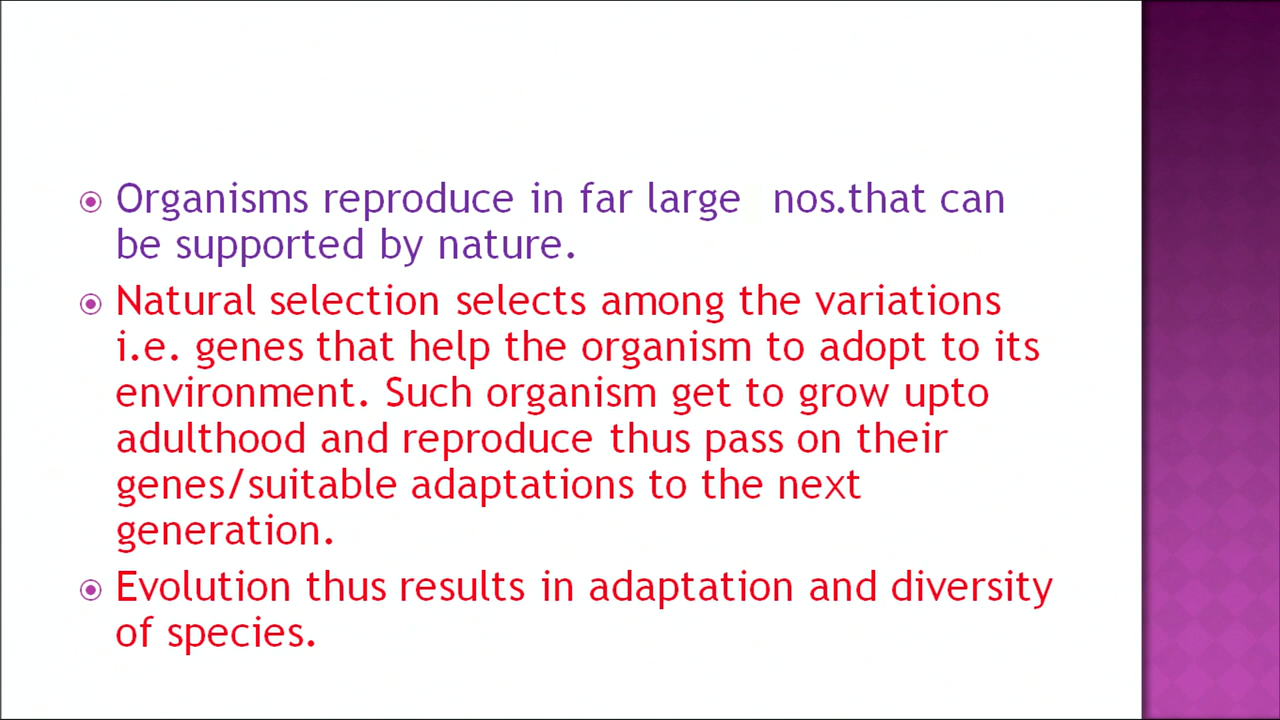 Organisms reproduce in far large nos.that can
be supported by nature.
Natural selection selects among the variations
i.e. genes that help the organism to adopt to its
environment. Such organism get to grow upto
adulthood and reproduce thus pass on their
genes/suitable adaptations to the next
generation.
Evolution thus results in adaptation and diversity
of species.